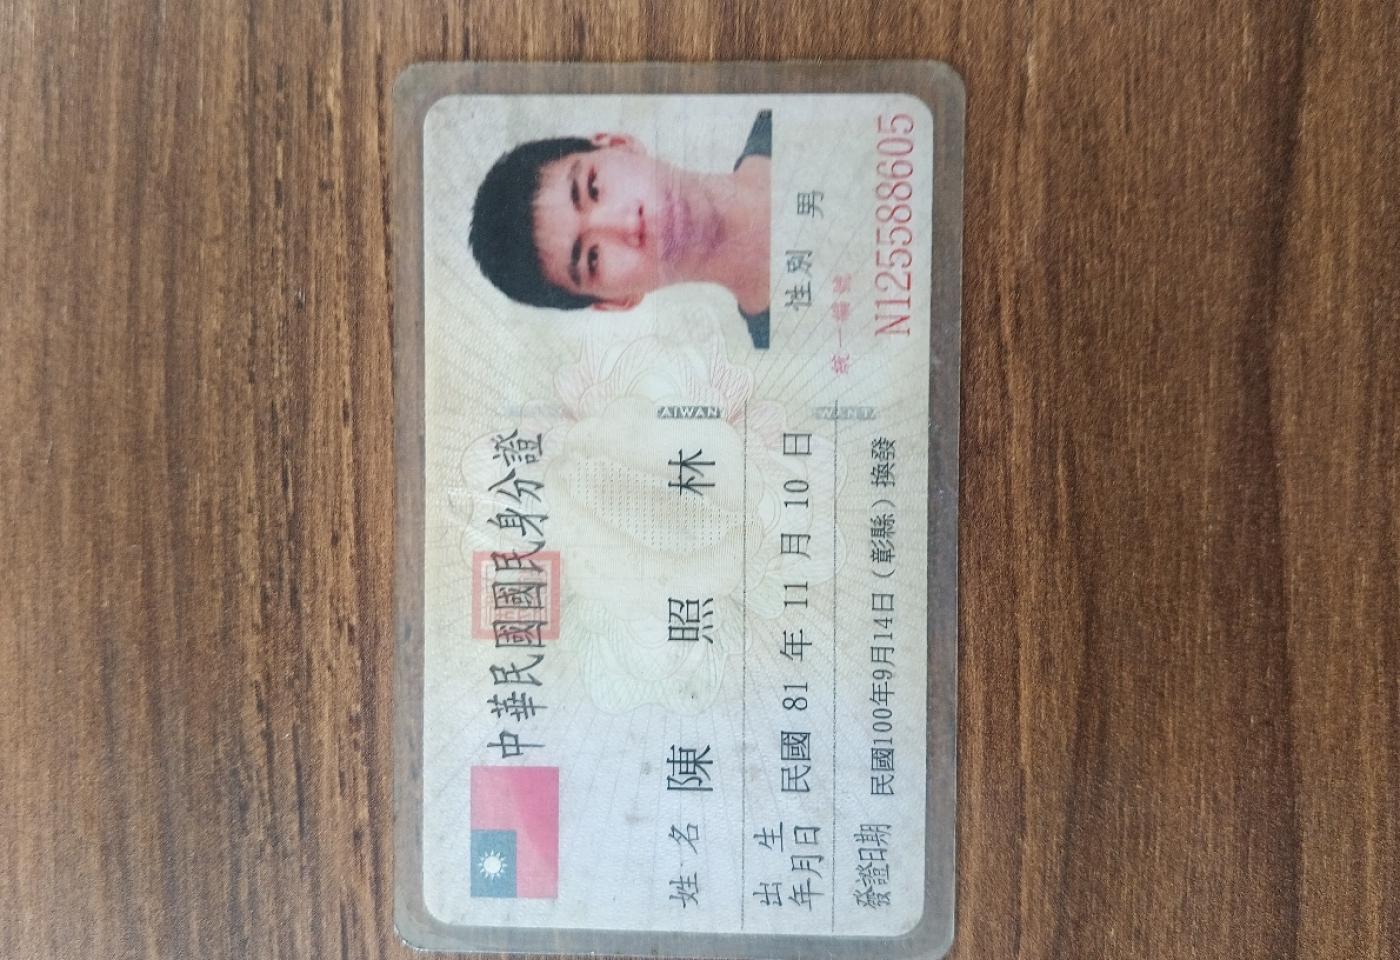 中華民國國民身分證
姓名 陳照林
出生年月日 民國 81 年 11 月 10 日
發證日期 民國100年9月14日（彰縣）換發
性別 男
統一編號
N125588605
AIWAN